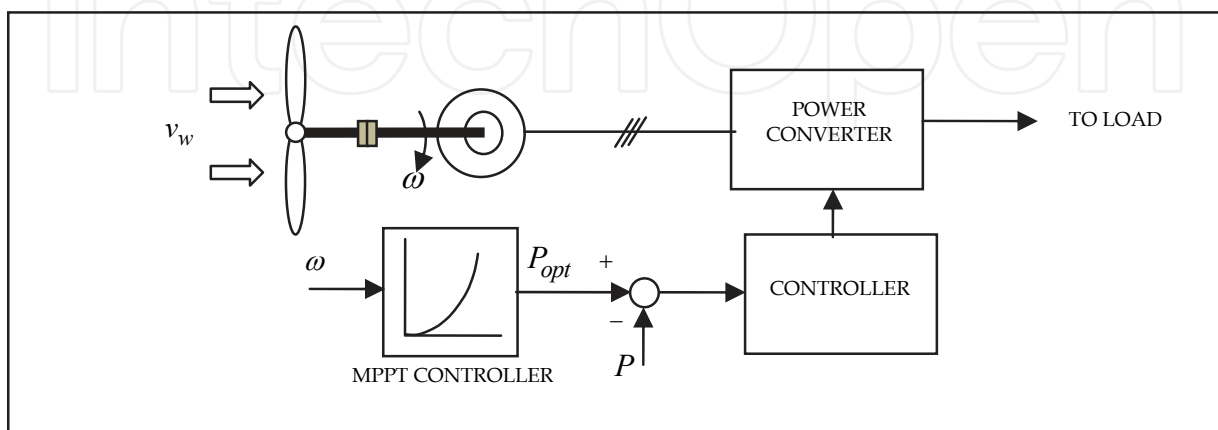 IntechOpen
POWER
CONVERTER
TO LOAD
v_w
ω
ω
P_opt
+
−
P
CONTROLLER
MPPT CONTROLLER